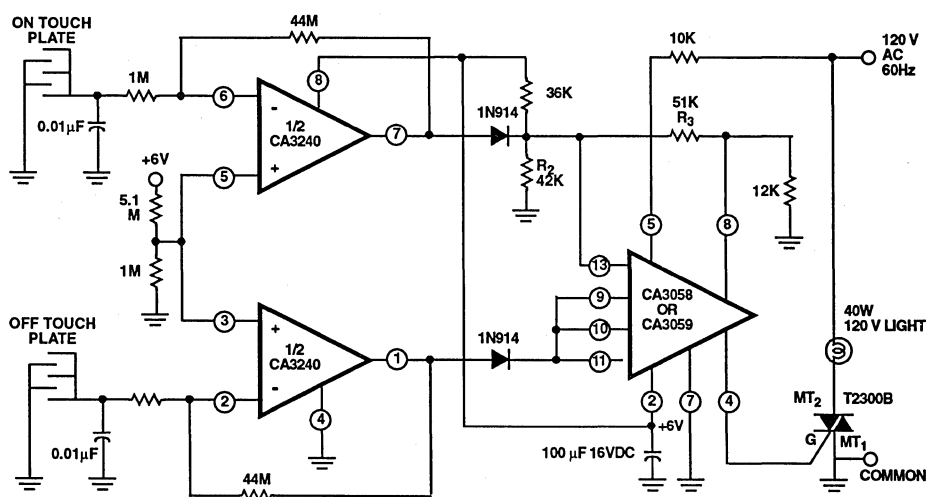 ON TOUCH
PLATE
44M
1M
0.01μF
6
-
8
1/2
CA3240
7
+
5
1N914
36K
R2
42K
10K
120 V
AC
60Hz
51K
R3
12K
+6V
5.1
M
1M
5
8
13
9
10
11
CA3058
OR
CA3059
2
7
4
+6V
100 μF 16VDC
40W
120 V LIGHT
MT2
T2300B
G
MT1
COMMON
OFF TOUCH
PLATE
3
+
1/2
CA3240
1
-
2
4
1N914
0.01μF
44M